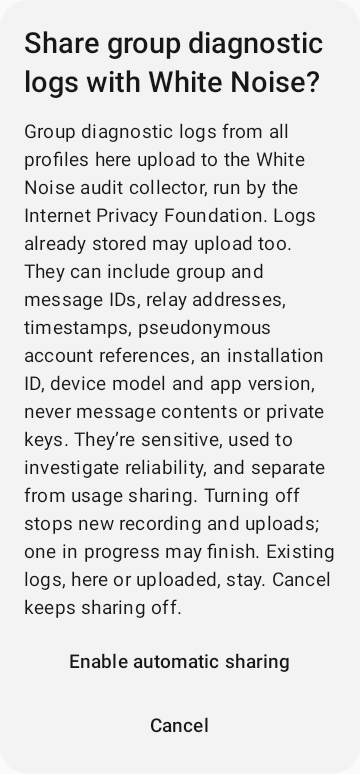 Share group diagnostic
logs with White Noise?
Group diagnostic logs from all
profiles here upload to the White
Noise audit collector, run by the
Internet Privacy Foundation. Logs
already stored may upload too.
They can include group and
message IDs, relay addresses,
timestamps, pseudonymous
account references, an installation
ID, device model and app version,
never message contents or private
keys. They’re sensitive, used to
investigate reliability, and separate
from usage sharing. Turning off
stops new recording and uploads;
one in progress may finish. Existing
logs, here or uploaded, stay. Cancel
keeps sharing off.
Enable automatic sharing
Cancel